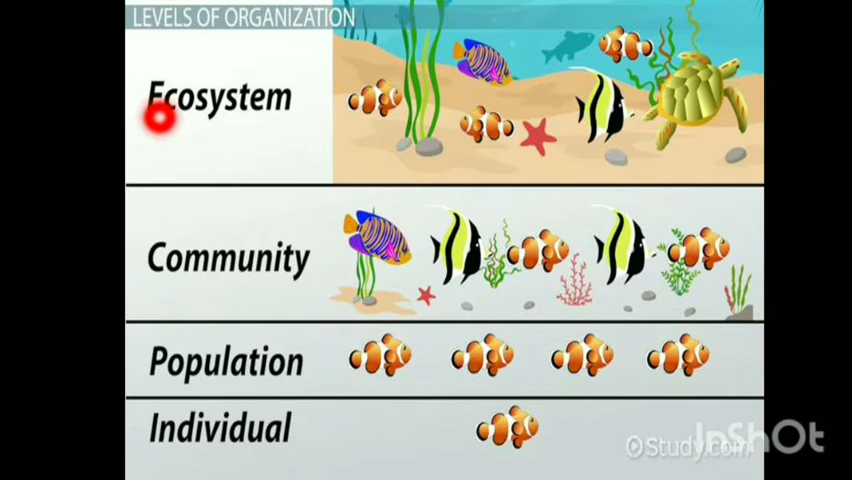 LEVELS OF ORGANIZATION
Ecosystem
Community
Population
Individual
Study.com
InShOt